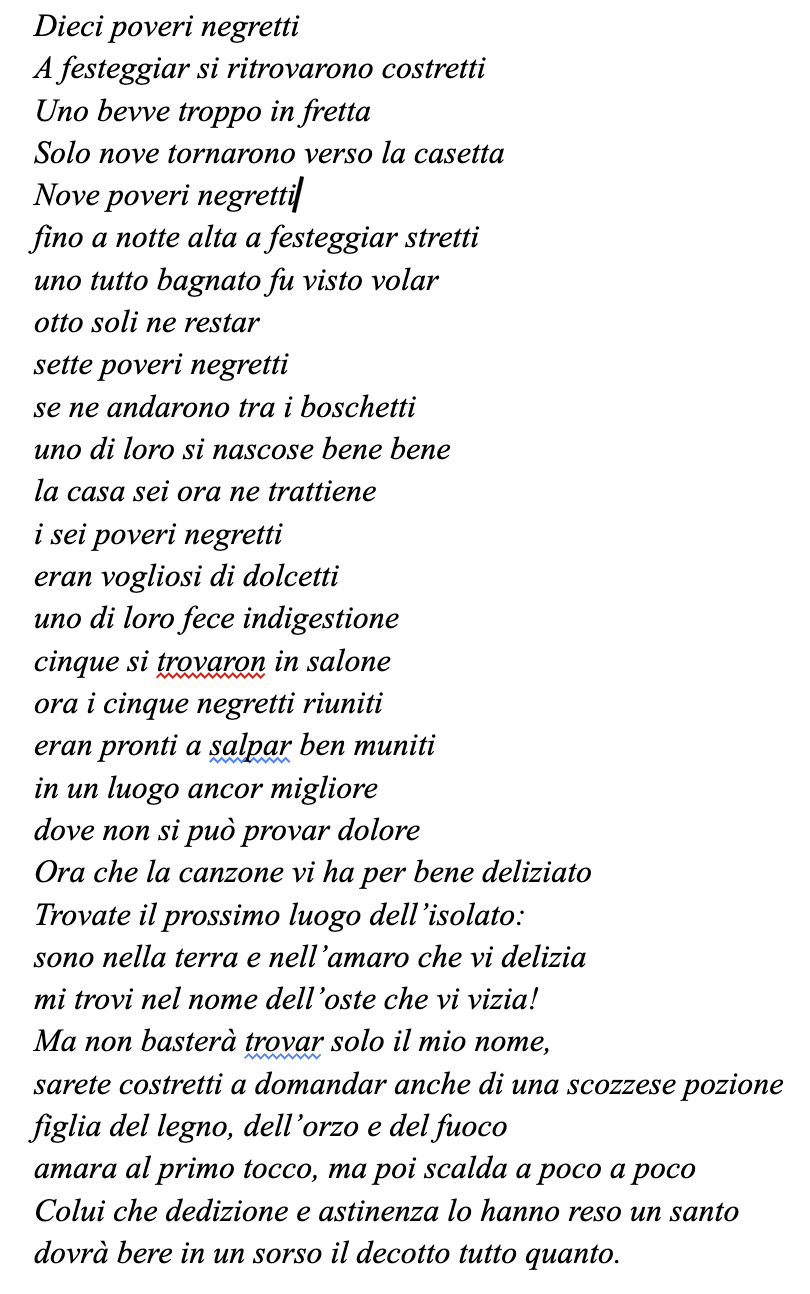 Dieci poveri negretti
A festeggiar si ritrovarono costretti
Uno bevve troppo in fretta
Solo nove tornarono verso la casetta
Nove poveri negretti
fino a notte alta a festeggiar stretti
uno tutto bagnato fu visto volar
otto soli ne restar
sette poveri negretti
se ne andarono tra i boschetti
uno di loro si nascose bene bene
la casa sei ora ne trattiene
i sei poveri negretti
eran vogliosi di dolcetti
uno di loro fece indigestione
cinque si trovaron in salone
ora i cinque negretti riuniti
eran pronti a salpar ben muniti
in un luogo ancor migliore
dove non si può provar dolore
Ora che la canzone vi ha per bene deliziato
Trovate il prossimo luogo dell’isolato:
sono nella terra e nell’amaro che vi delizia
mi trovi nel nome dell’oste che vi vizia!
Ma non basterà trovar solo il mio nome,
sarete costretti a domandar anche di una scozzese pozione
figlia del legno, dell’orzo e del fuoco
amara al primo tocco, ma poi scalda a poco a poco
Colui che dedizione e astinenza lo hanno reso un santo
dovrà bere in un sorso il decotto tutto quanto.